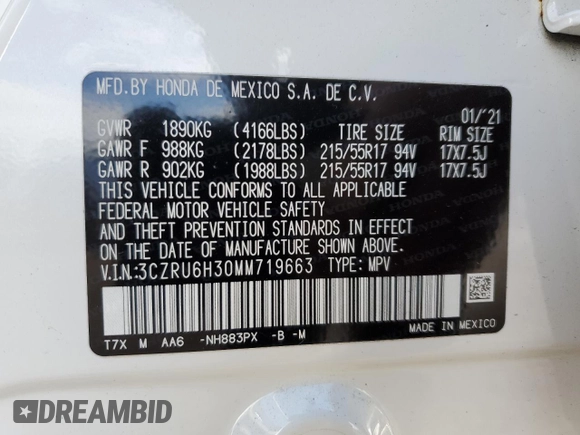 MFD.BY HONDA DE MEXICO S.A. DE C.V.
01/'21
GVWR 1890KG (4166LBS) TIRE SIZE RIM SIZE
GAWR F 988KG (2178LBS) 215/55R17 94V 17X7.5J
GAWR R 902KG (1988LBS) 215/55R17 94V 17X7.5J
THIS VEHICLE CONFORMS TO ALL APPLICABLE
FEDERAL MOTOR VEHICLE SAFETY
AND THEFT PREVENTION STANDARDS IN EFFECT
ON THE DATE OF MANUFACTURE SHOWN ABOVE.
V.I.N:3CZRU6H30MM719663 TYPE: MPV
T7X M AA6 -NH883PX -B -M
MADE IN MEXICO
DREAMBID